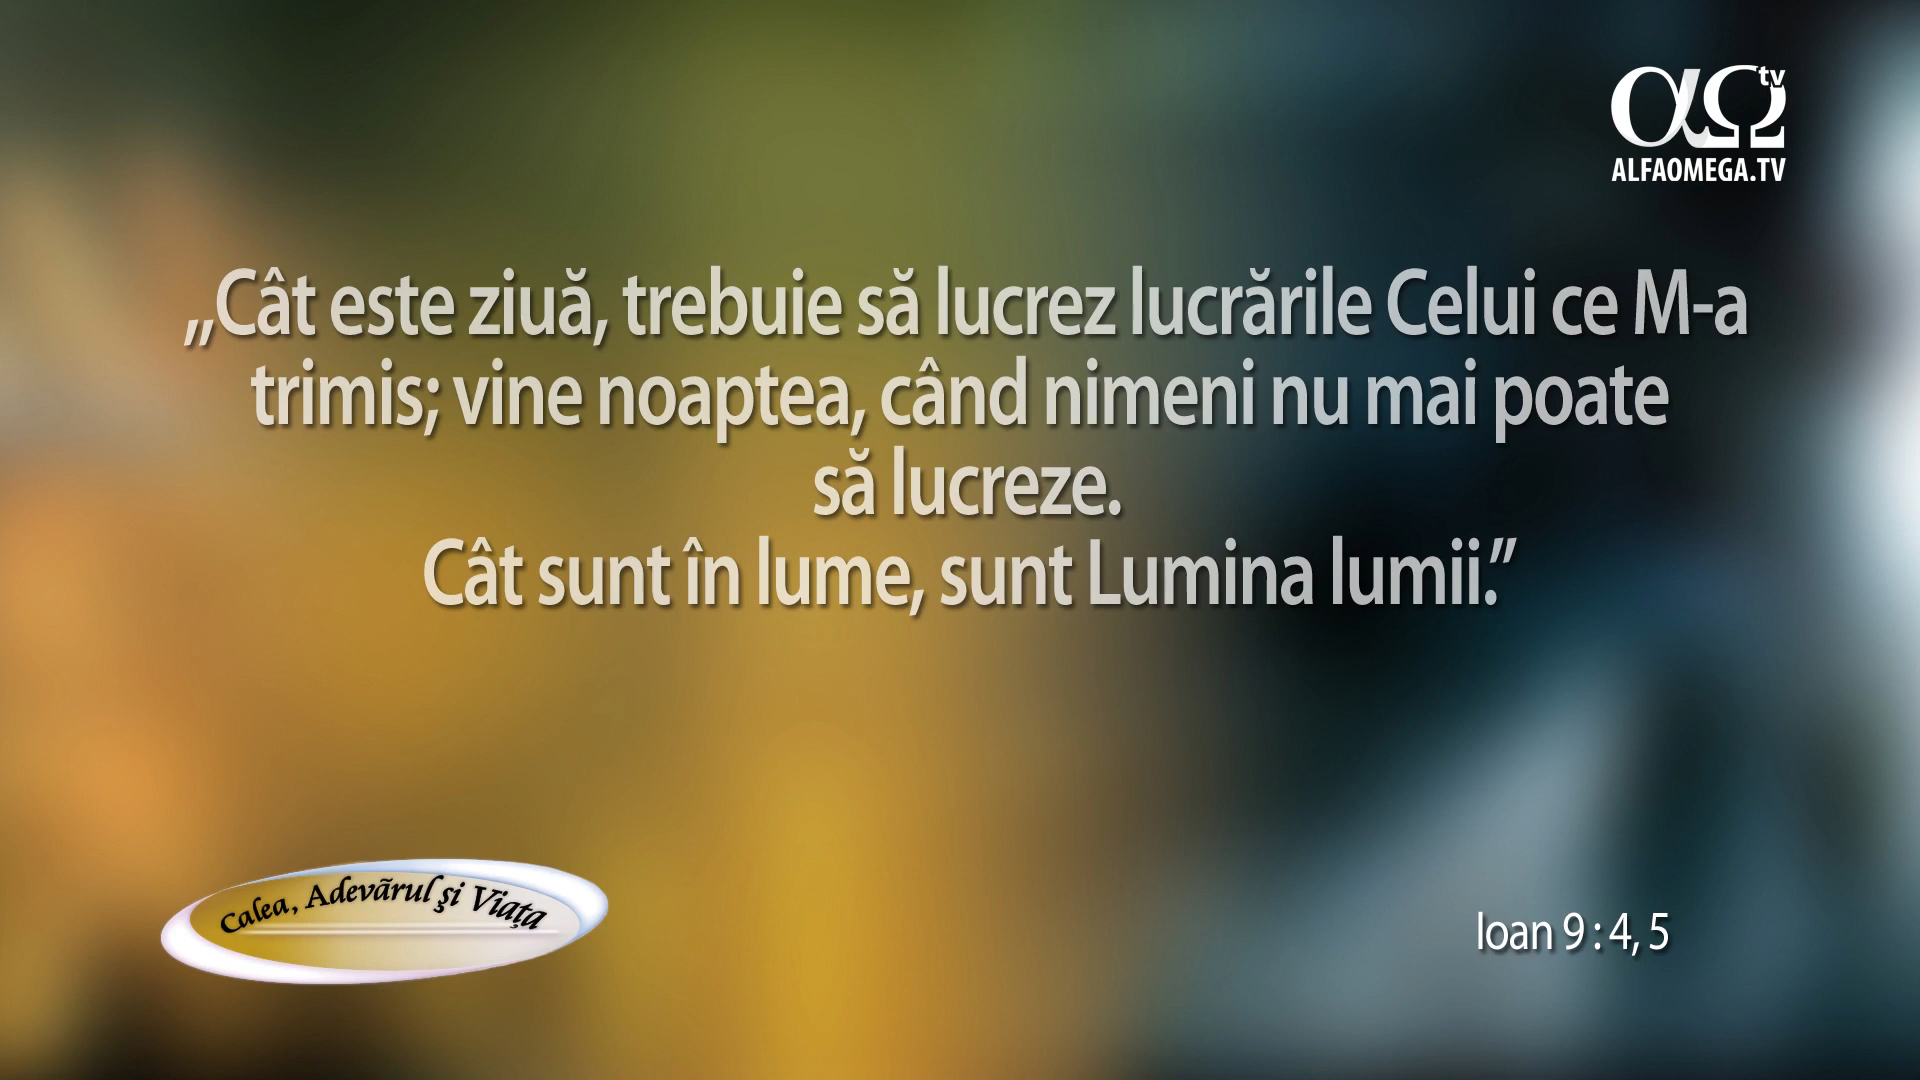 αΩ tv
ALFAOMEGA.TV
„Cât este ziuă, trebuie să lucrez lucrările Celui ce M-a
trimis; vine noaptea, când nimeni nu mai poate
să lucreze.
Cât sunt în lume, sunt Lumina lumii.”
Calea, Adevărul şi Viaţa
Ioan 9 : 4, 5